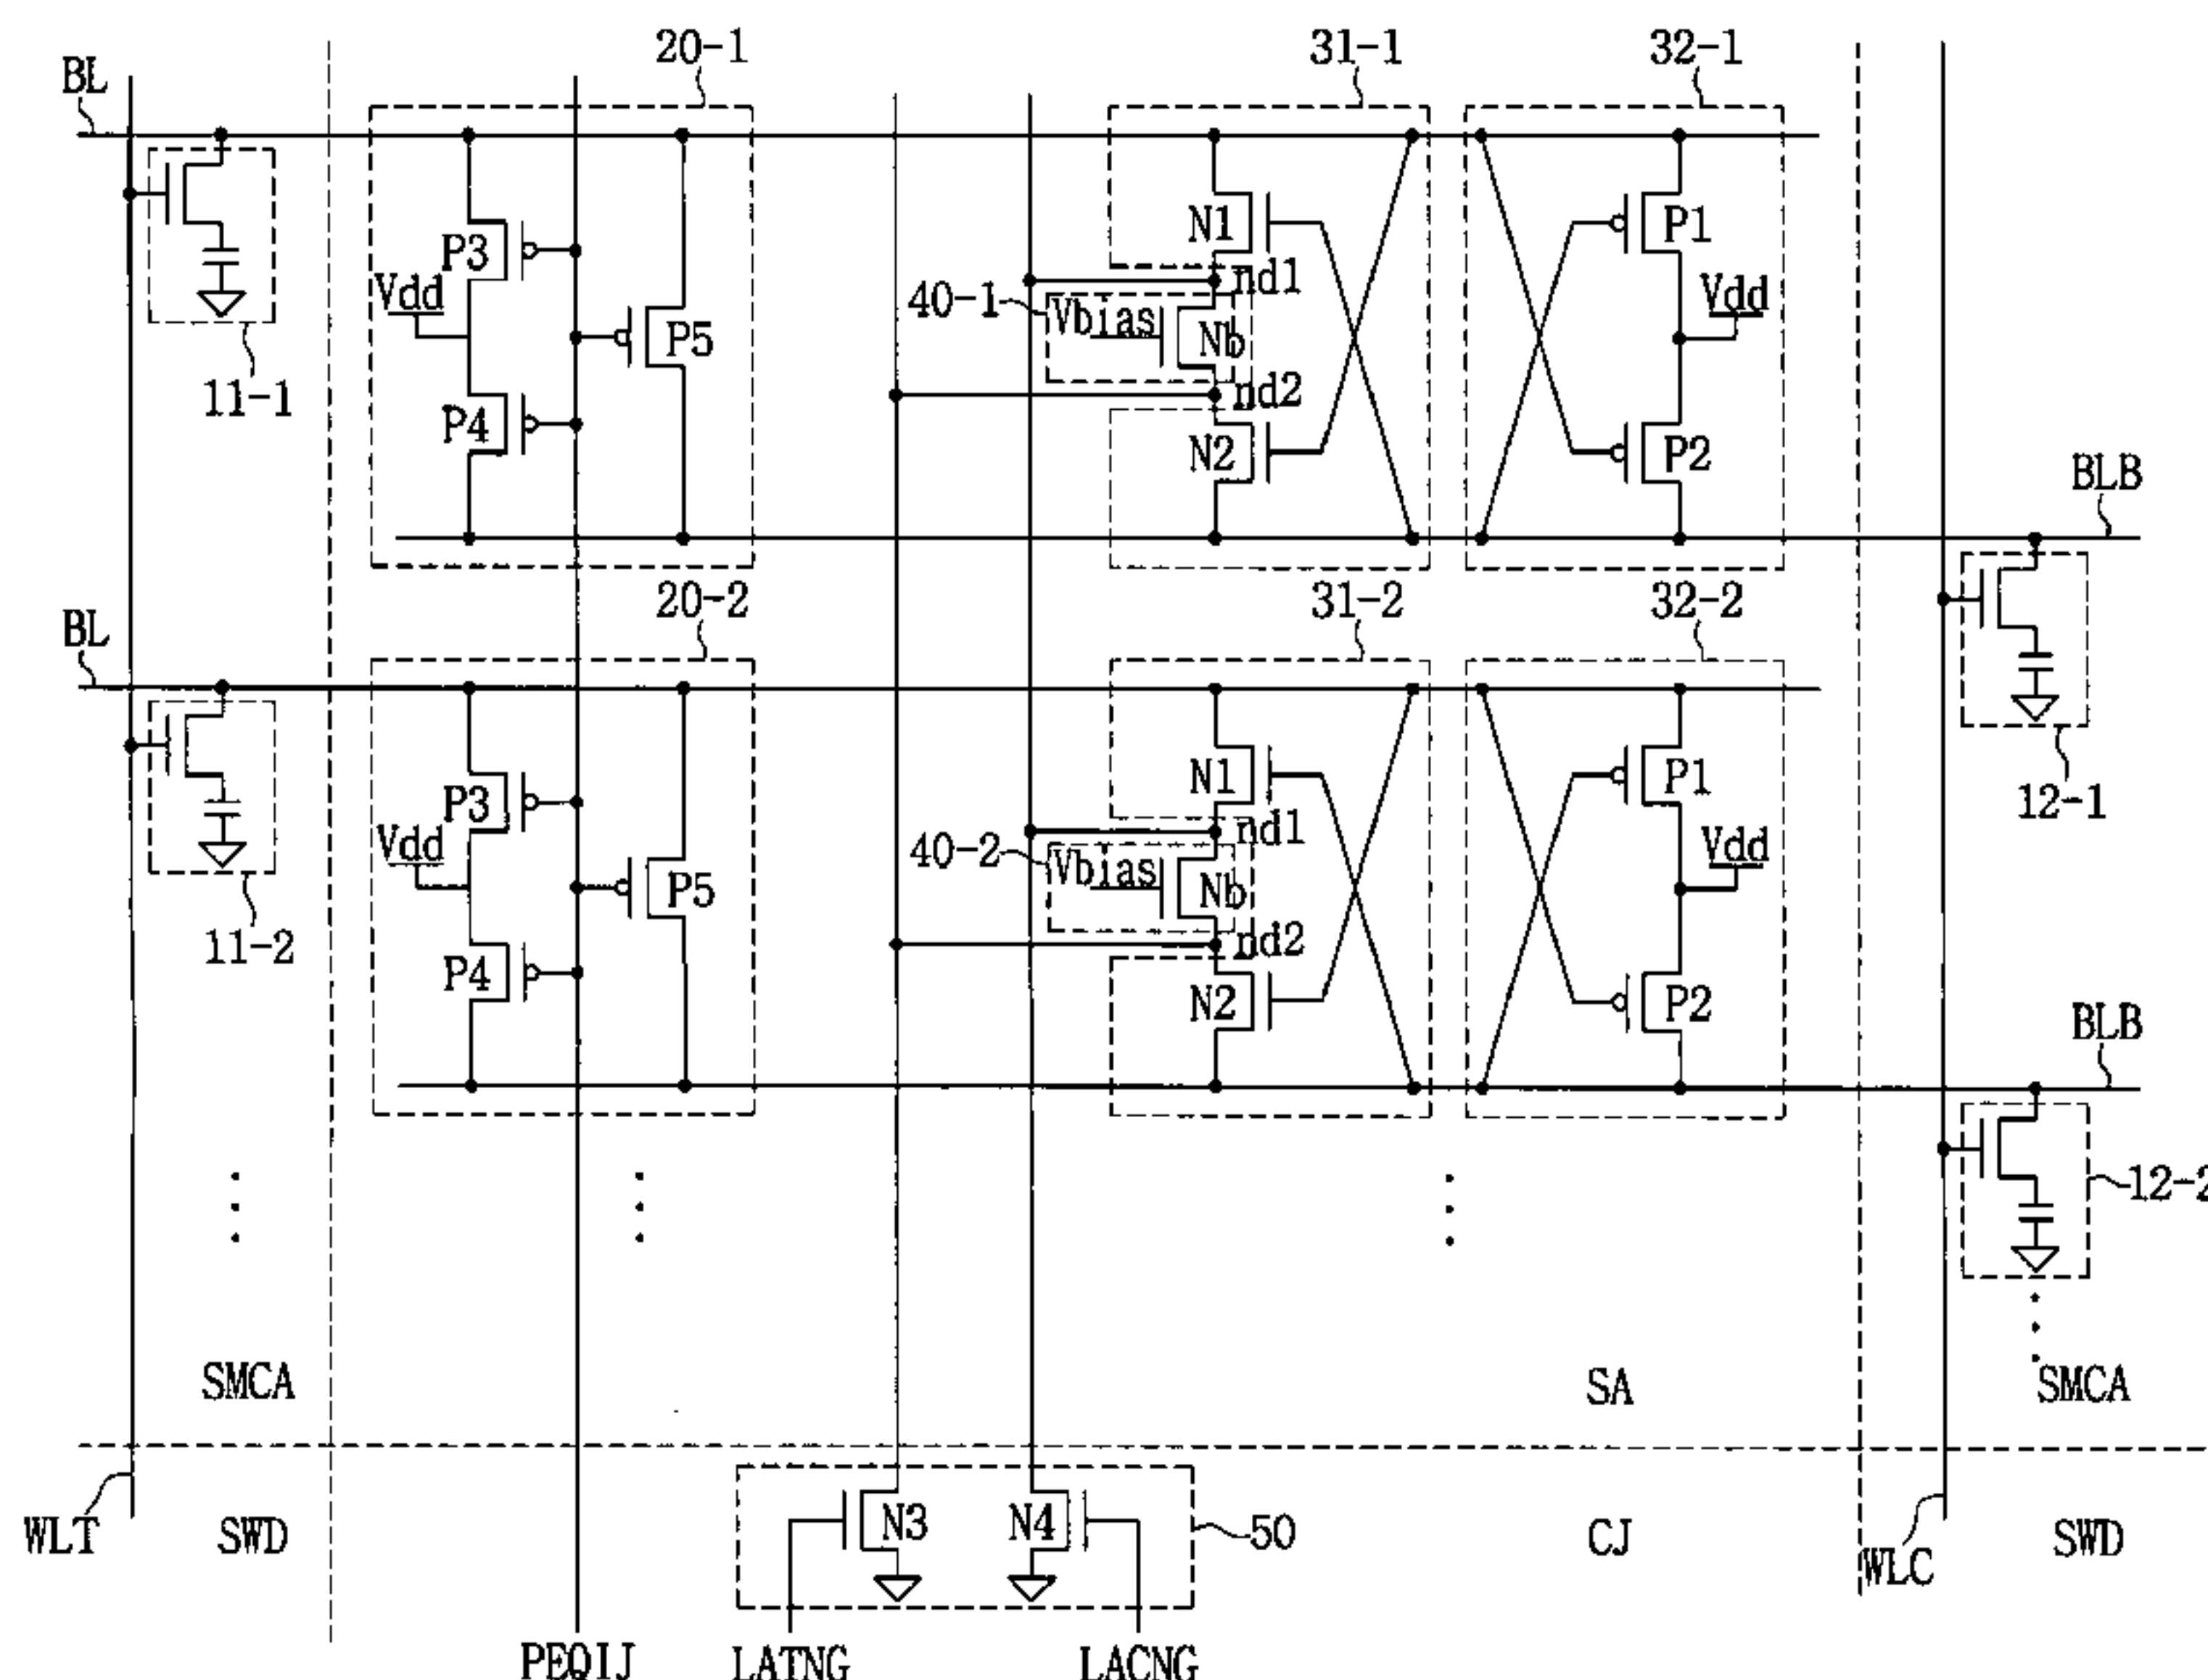 20-1
31-1
32-1
BL
N1
P1
P3
nd1
Vdd
Vdd
40-1
Vbias
Nb
P5
11-1
nd2
P4
N2
P2
BLB
20-2
31-2
32-2
BL
N1
P1
P3
12-1
nd1
Vdd
Vdd
40-2
Vbias
Nb
P5
11-2
nd2
P4
N2
P2
BLB
12-2
SMCA
SA
SMCA
N3
N4
50
WLT
SWD
CJ
WLC
SWD
PEQIJ
LATNG
LACNG